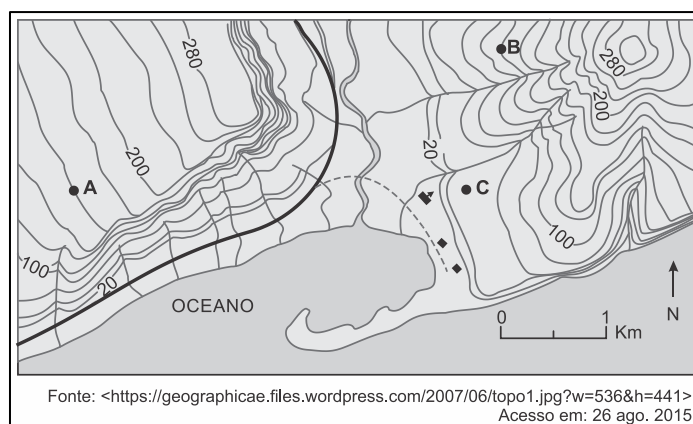 280
B
280
200
20
200
A
C
100
100
20
OCEANO
0 1
Km
N
Fonte: <https://geographicae.files.wordpress.com/2007/06/topo1.jpg?w=536&h=441>
Acesso em: 26 ago. 2015